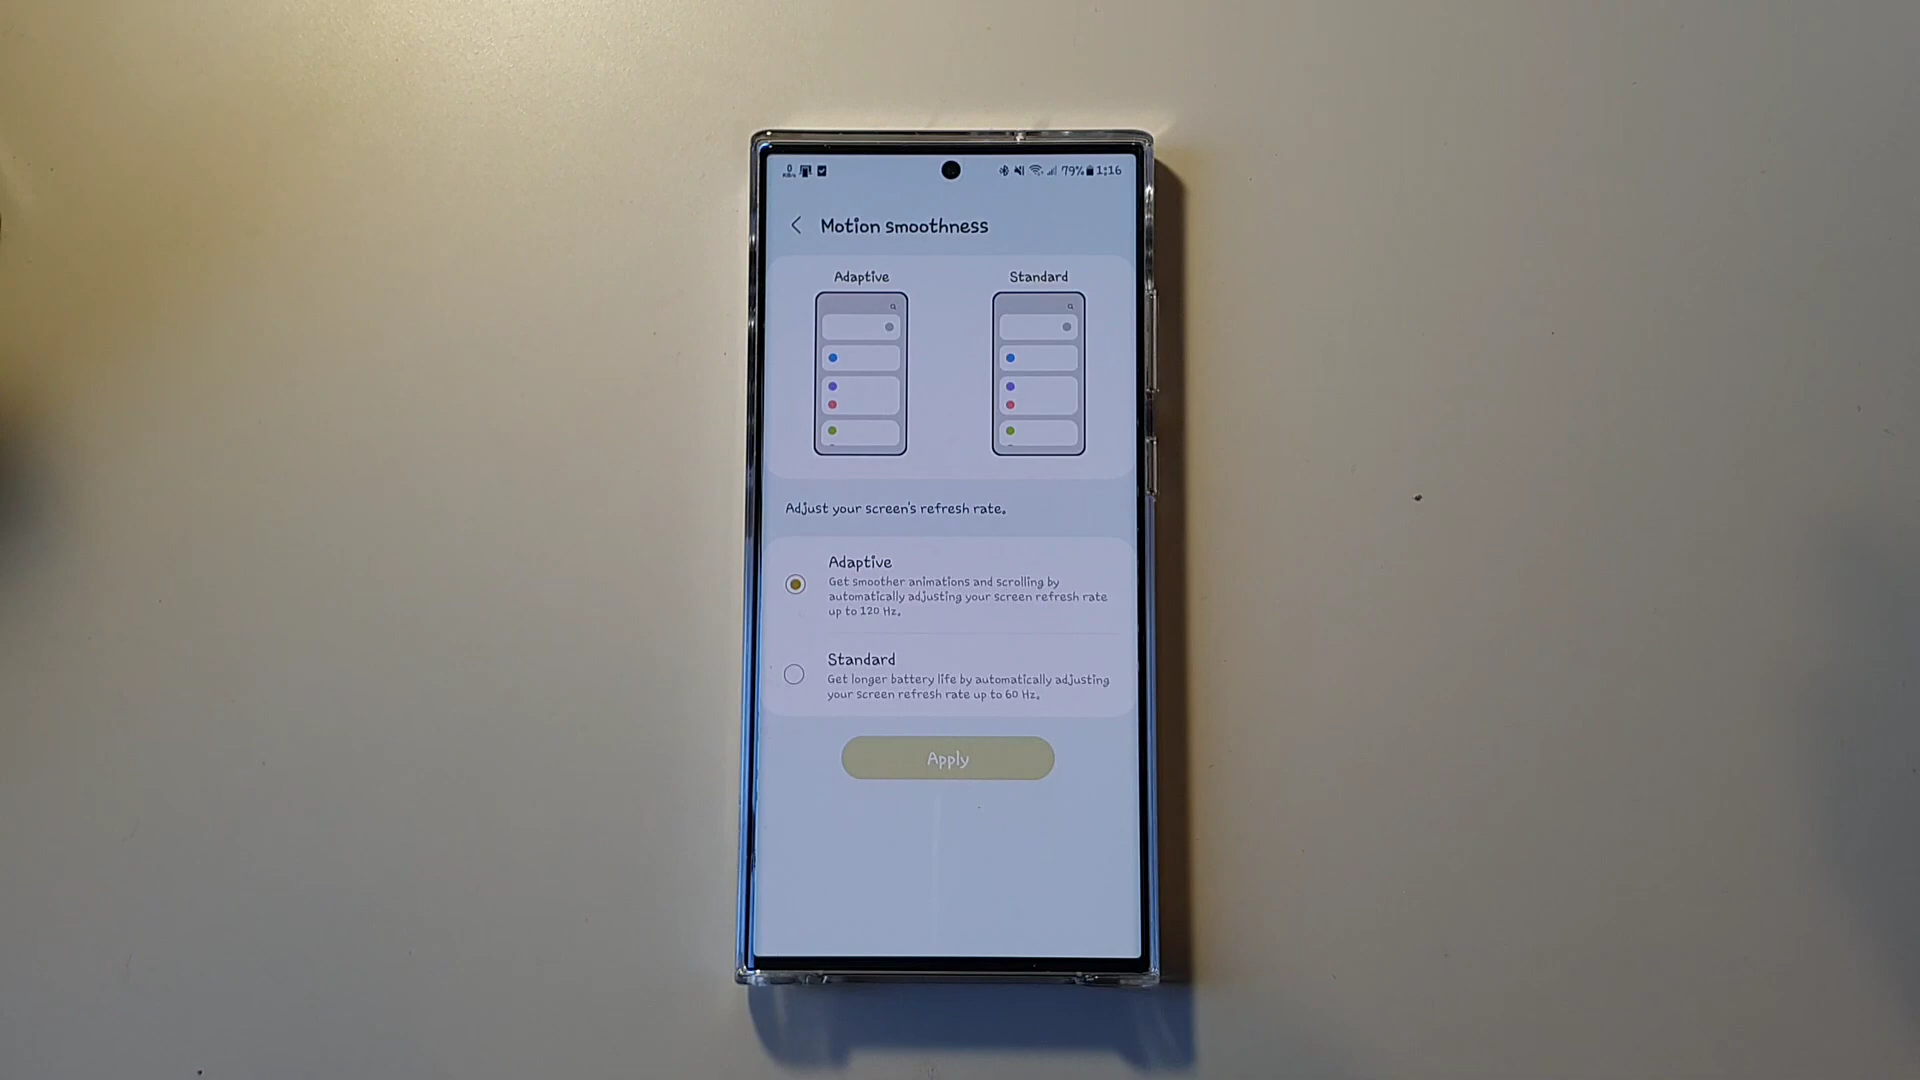 0
KB/s
79% 1:16
Motion smoothness
Adaptive
Standard
Adjust your screen's refresh rate.
Adaptive
Get smoother animations and scrolling by
automatically adjusting your screen refresh rate
up to 120 Hz.
Standard
Get longer battery life by automatically adjusting
your screen refresh rate up to 60 Hz.
Apply